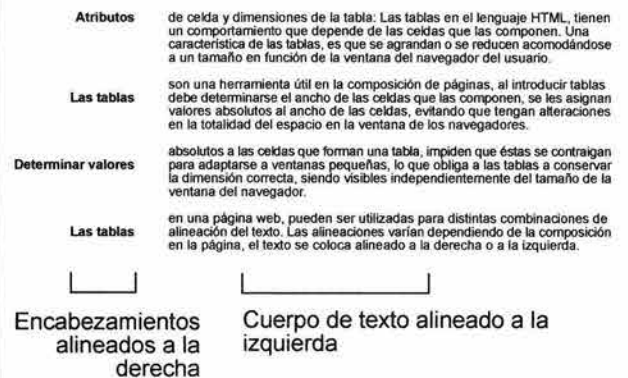 Atributos de celda y dimensiones de la tabla: Las tablas en el lenguaje HTML, tienen
un comportamiento que depende de las celdas que las componen. Una
característica de las tablas, es que se agrandan o se reducen acomodándose
a un tamaño en función de la ventana del navegador del usuario.
son una herramienta útil en la composición de páginas, al introducir tablas
Las tablas debe determinarse el ancho de las celdas que las componen, se les asignan
valores absolutos al ancho de las celdas, evitando que tengan alteraciones
en la totalidad del espacio en la ventana de los navegadores.
absolutos a las celdas que forman una tabla, impiden que éstas se contraigan
Determinar valores para adaptarse a ventanas pequeñas, lo que obliga a las tablas a conservar
la dimensión correcta, siendo visibles independientemente del tamaño de la
ventana del navegador.
en una página web, pueden ser utilizadas para distintas combinaciones de
Las tablas alineación del texto. Las alineaciones varían dependiendo de la composición
en la página, el texto se coloca alineado a la derecha o a la izquierda.
Encabezamientos
alineados a la
derecha
Cuerpo de texto alineado a la
izquierda